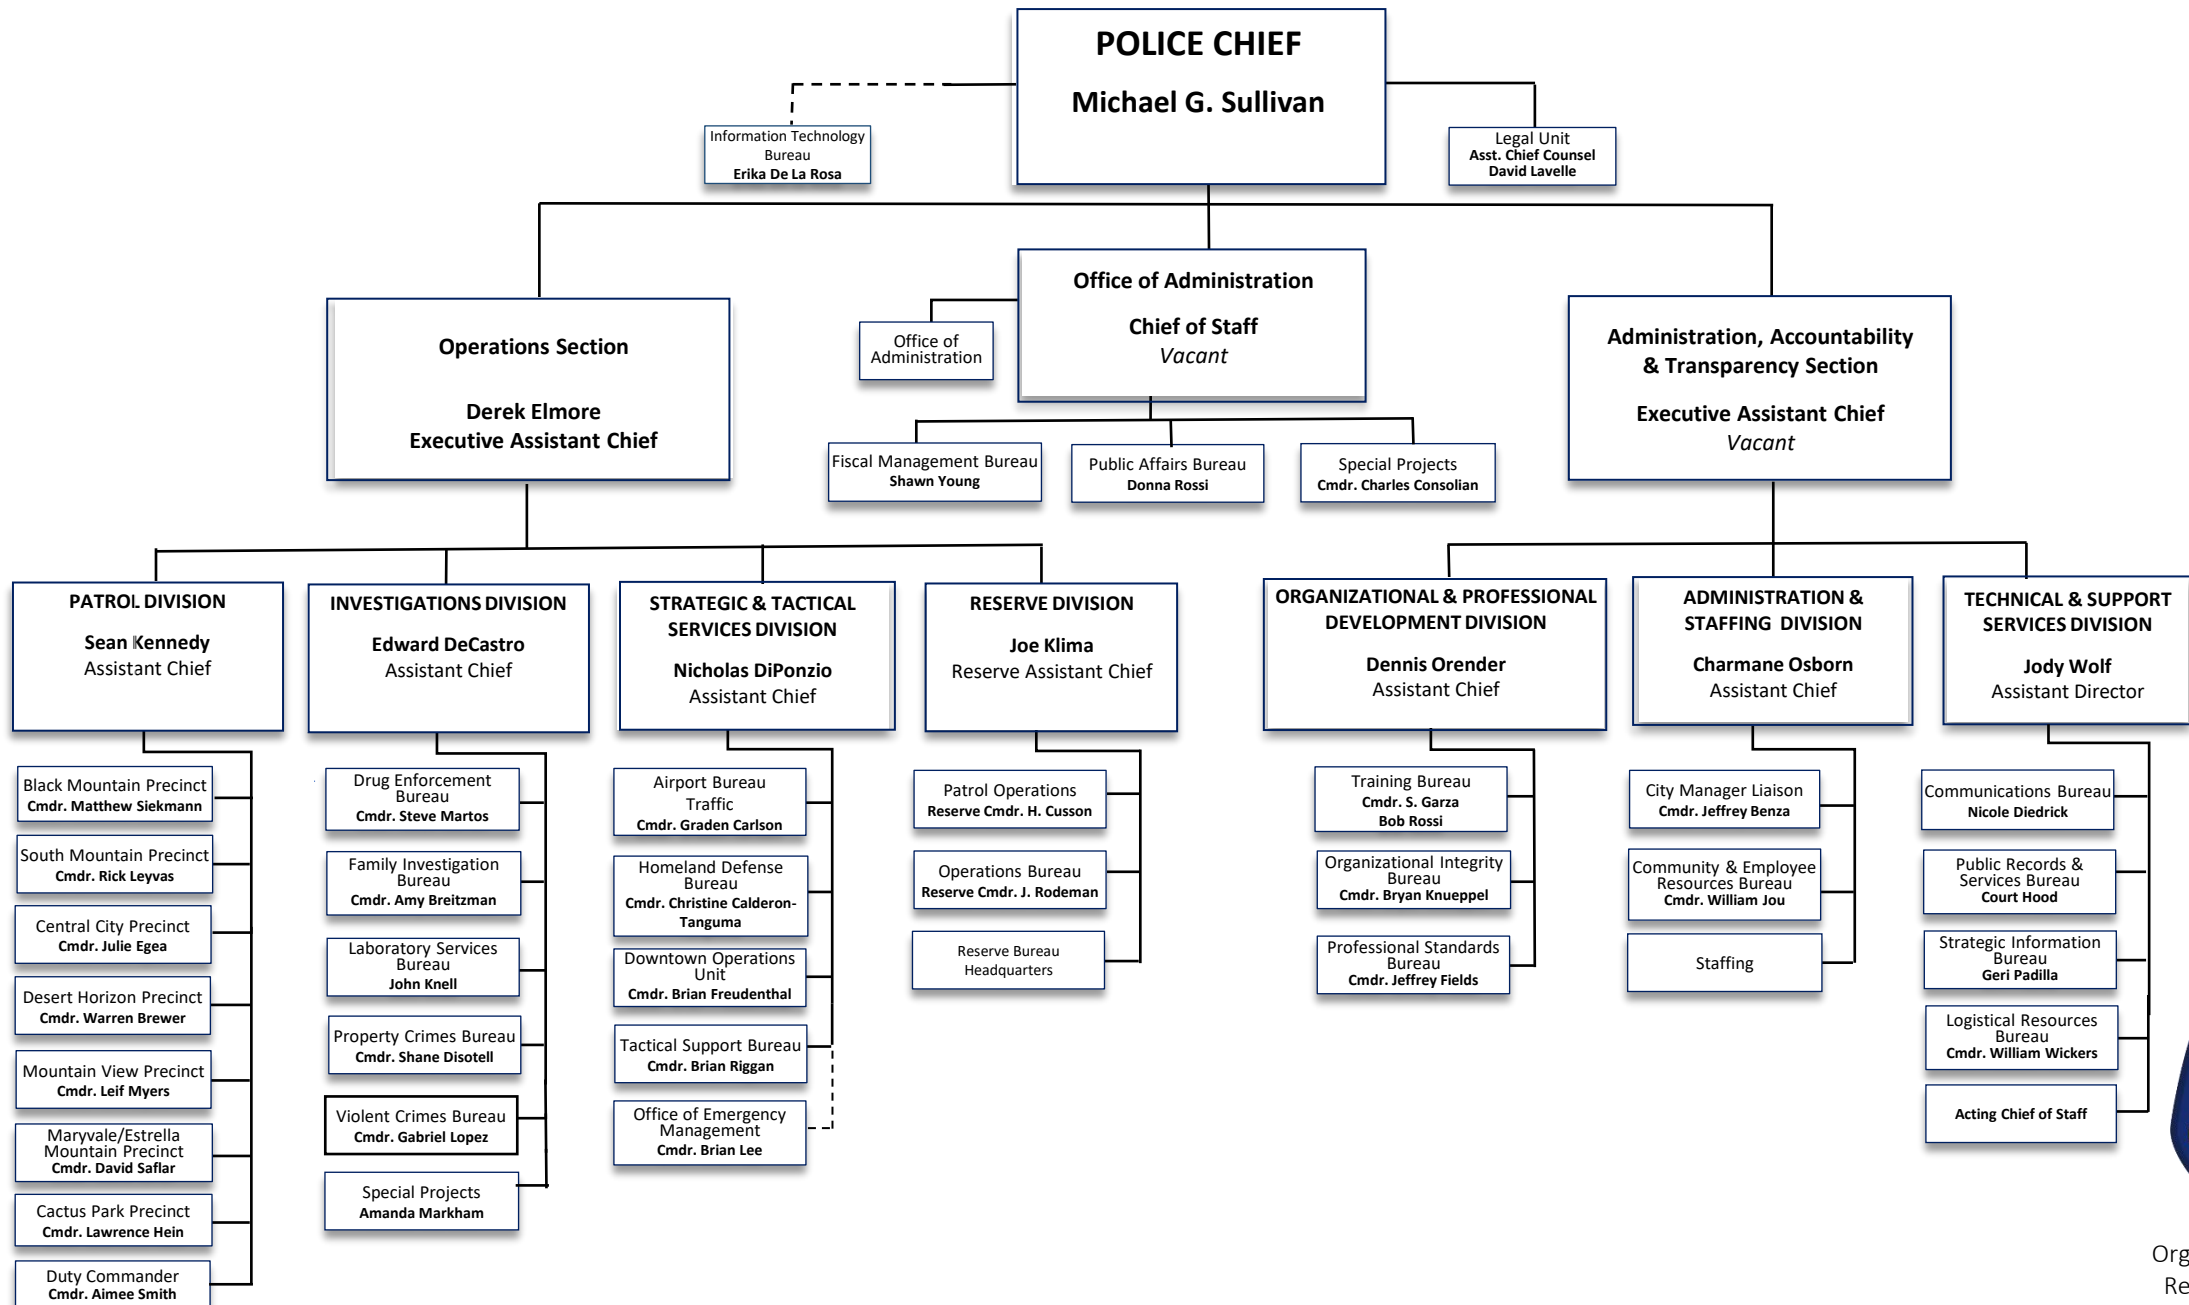 POLICE CHIEF
Michael G. Sullivan
Information Technology
Bureau
Erika De La Rosa
Legal Unit
Asst. Chief Counsel
David Lavelle
Operations Section
Derek Elmore
Executive Assistant Chief
Office of Administration
Chief of Staff
Vacant
Office of
Administration
Administration, Accountability
& Transparency Section
Executive Assistant Chief
Vacant
Fiscal Management Bureau
Shawn Young
Public Affairs Bureau
Donna Rossi
Special Projects
Cmdr. Charles Consolian
PATROL DIVISION
Sean Kennedy
Assistant Chief
INVESTIGATIONS DIVISION
Edward DeCastro
Assistant Chief
STRATEGIC & TACTICAL
SERVICES DIVISION
Nicholas DiPonzio
Assistant Chief
RESERVE DIVISION
Joe Klima
Reserve Assistant Chief
ORGANIZATIONAL & PROFESSIONAL
DEVELOPMENT DIVISION
Dennis Orender
Assistant Chief
ADMINISTRATION &
STAFFING DIVISION
Charmane Osborn
Assistant Chief
TECHNICAL & SUPPORT
SERVICES DIVISION
Jody Wolf
Assistant Director
Black Mountain Precinct
Cmdr. Matthew Siekmann
South Mountain Precinct
Cmdr. Rick Leyvas
Central City Precinct
Cmdr. Julie Egea
Desert Horizon Precinct
Cmdr. Warren Brewer
Mountain View Precinct
Cmdr. Leif Myers
Maryvale/Estrella
Mountain Precinct
Cmdr. David Saflar
Cactus Park Precinct
Cmdr. Lawrence Hein
Duty Commander
Cmdr. Aimee Smith
Drug Enforcement
Bureau
Cmdr. Steve Martos
Family Investigation
Bureau
Cmdr. Amy Breitzman
Laboratory Services
Bureau
John Knell
Property Crimes Bureau
Cmdr. Shane Disotell
Violent Crimes Bureau
Cmdr. Gabriel Lopez
Special Projects
Amanda Markham
Airport Bureau
Traffic
Cmdr. Graden Carlson
Homeland Defense
Bureau
Cmdr. Christine Calderon-
Tanguma
Downtown Operations
Unit
Cmdr. Brian Freudenthal
Tactical Support Bureau
Cmdr. Brian Riggan
Office of Emergency
Management
Cmdr. Brian Lee
Patrol Operations
Reserve Cmdr. H. Cusson
Operations Bureau
Reserve Cmdr. J. Rodeman
Reserve Bureau
Headquarters
Training Bureau
Cmdr. S. Garza
Bob Rossi
Organizational Integrity
Bureau
Cmdr. Bryan Knueppel
Professional Standards
Bureau
Cmdr. Jeffrey Fields
City Manager Liaison
Cmdr. Jeffrey Benza
Community & Employee
Resources Bureau
Cmdr. William Jou
Staffing
Communications Bureau
Nicole Diedrick
Public Records &
Services Bureau
Court Hood
Strategic Information
Bureau
Geri Padilla
Logistical Resources
Bureau
Cmdr. William Wickers
Acting Chief of Staff
Org
Re